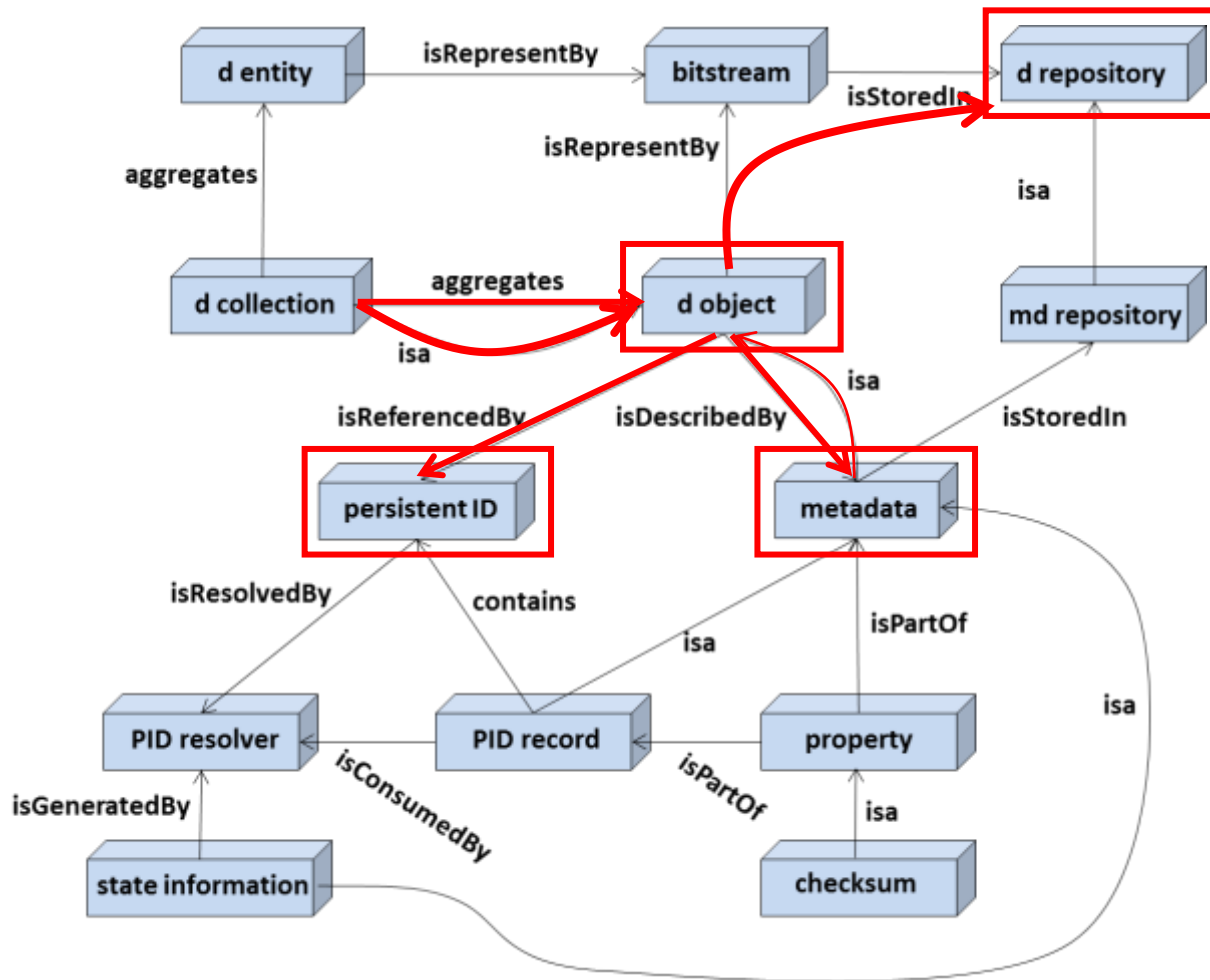 d entity
isRepresentBy
bitstream
isStoredIn
d repository
isRepresentBy
aggregates
isa
d collection
aggregates
isa
d object
md repository
isReferencedBy
isDescribedBy
isa
isStoredIn
persistent ID
metadata
isResolvedBy
contains
isa
isPartOf
isa
PID resolver
PID record
property
isGeneratedBy
isConsumedBy
isPartOf
isa
state information
checksum